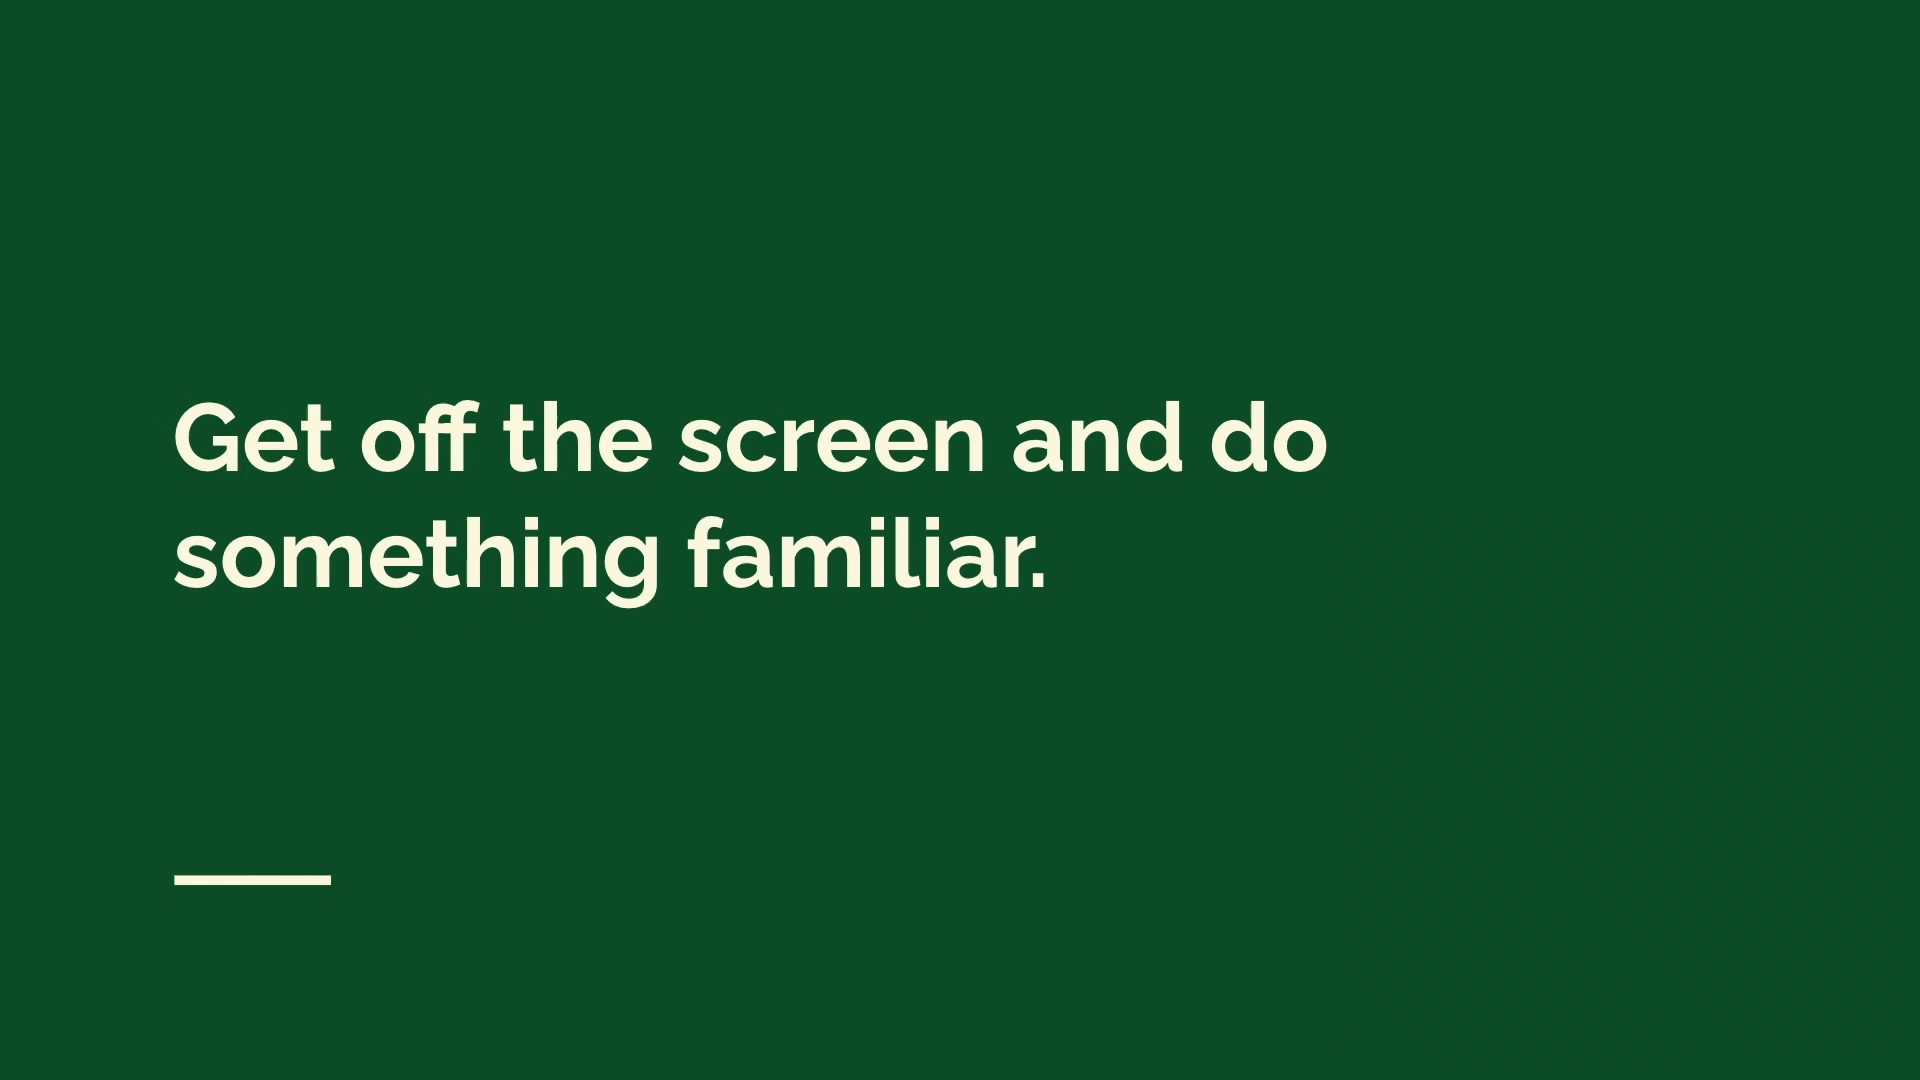 Get off the screen and do
something familiar.